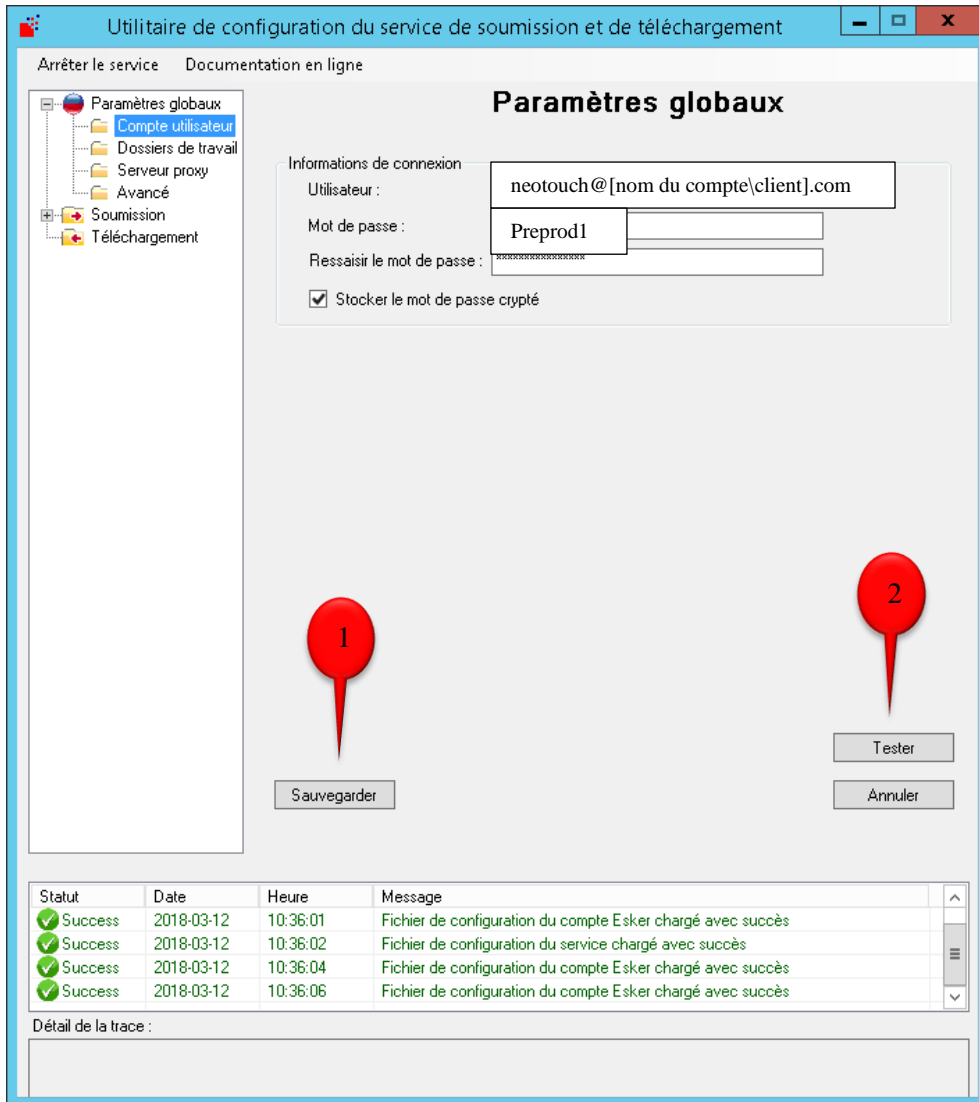 Utilitaire de configuration du service de soumission et de téléchargement
Arrêter le service Documentation en ligne
Paramètres globaux
Compte utilisateur
Dossiers de travail
Serveur proxy
Avancé
Soumission
Téléchargement
Paramètres globaux
Informations de connexion
Utilisateur : neotouch@[nom du compte\client].com
Mot de passe : Preprod1
Ressaisir le mot de passe : ****************
Stocker le mot de passe crypté
1
2
Tester
Sauvegarder Annuler
Statut Date Heure Message
Success 2018-03-12 10:36:01 Fichier de configuration du compte Esker chargé avec succès
Success 2018-03-12 10:36:02 Fichier de configuration du service chargé avec succès
Success 2018-03-12 10:36:04 Fichier de configuration du compte Esker chargé avec succès
Success 2018-03-12 10:36:06 Fichier de configuration du compte Esker chargé avec succès
Détail de la trace :